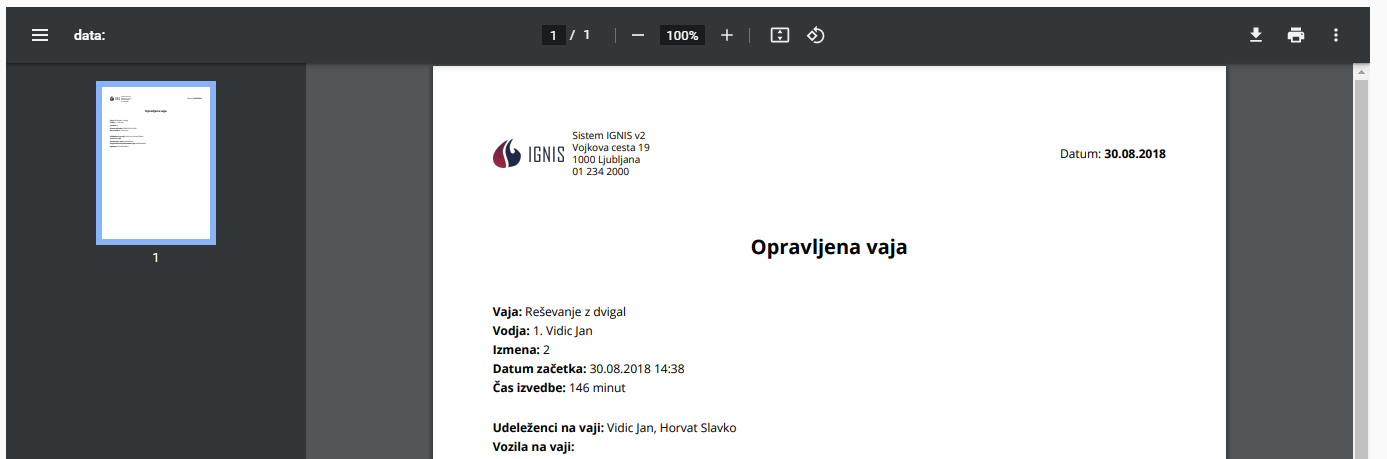 data:
1 / 1
100%
1
IGNIS
Sistem IGNIS v2
Vojkova cesta 19
1000 Ljubljana
01 234 2000
Datum: 30.08.2018
Opravljena vaja
Vaja: Reševanje z dvigal
Vodja: 1. Vidic Jan
Izmena: 2
Datum začetka: 30.08.2018 14:38
Čas izvedbe: 146 minut
Udeleženci na vaji: Vidic Jan, Horvat Slavko
Vozila na vaji: